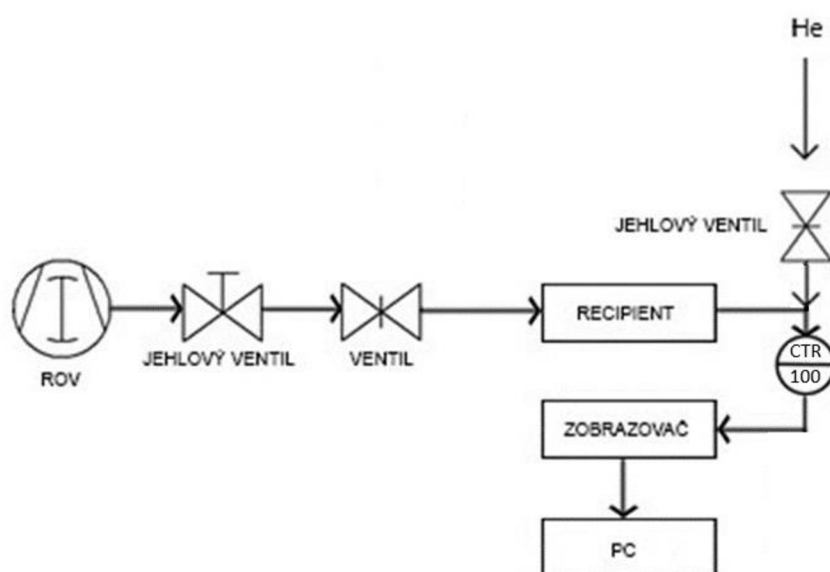 He
JEHLOVÝ VENTIL
RECIPIENT
ROV
JEHLOVÝ VENTIL
VENTIL
CTR
100
ZOBRAZOVAČ
PC